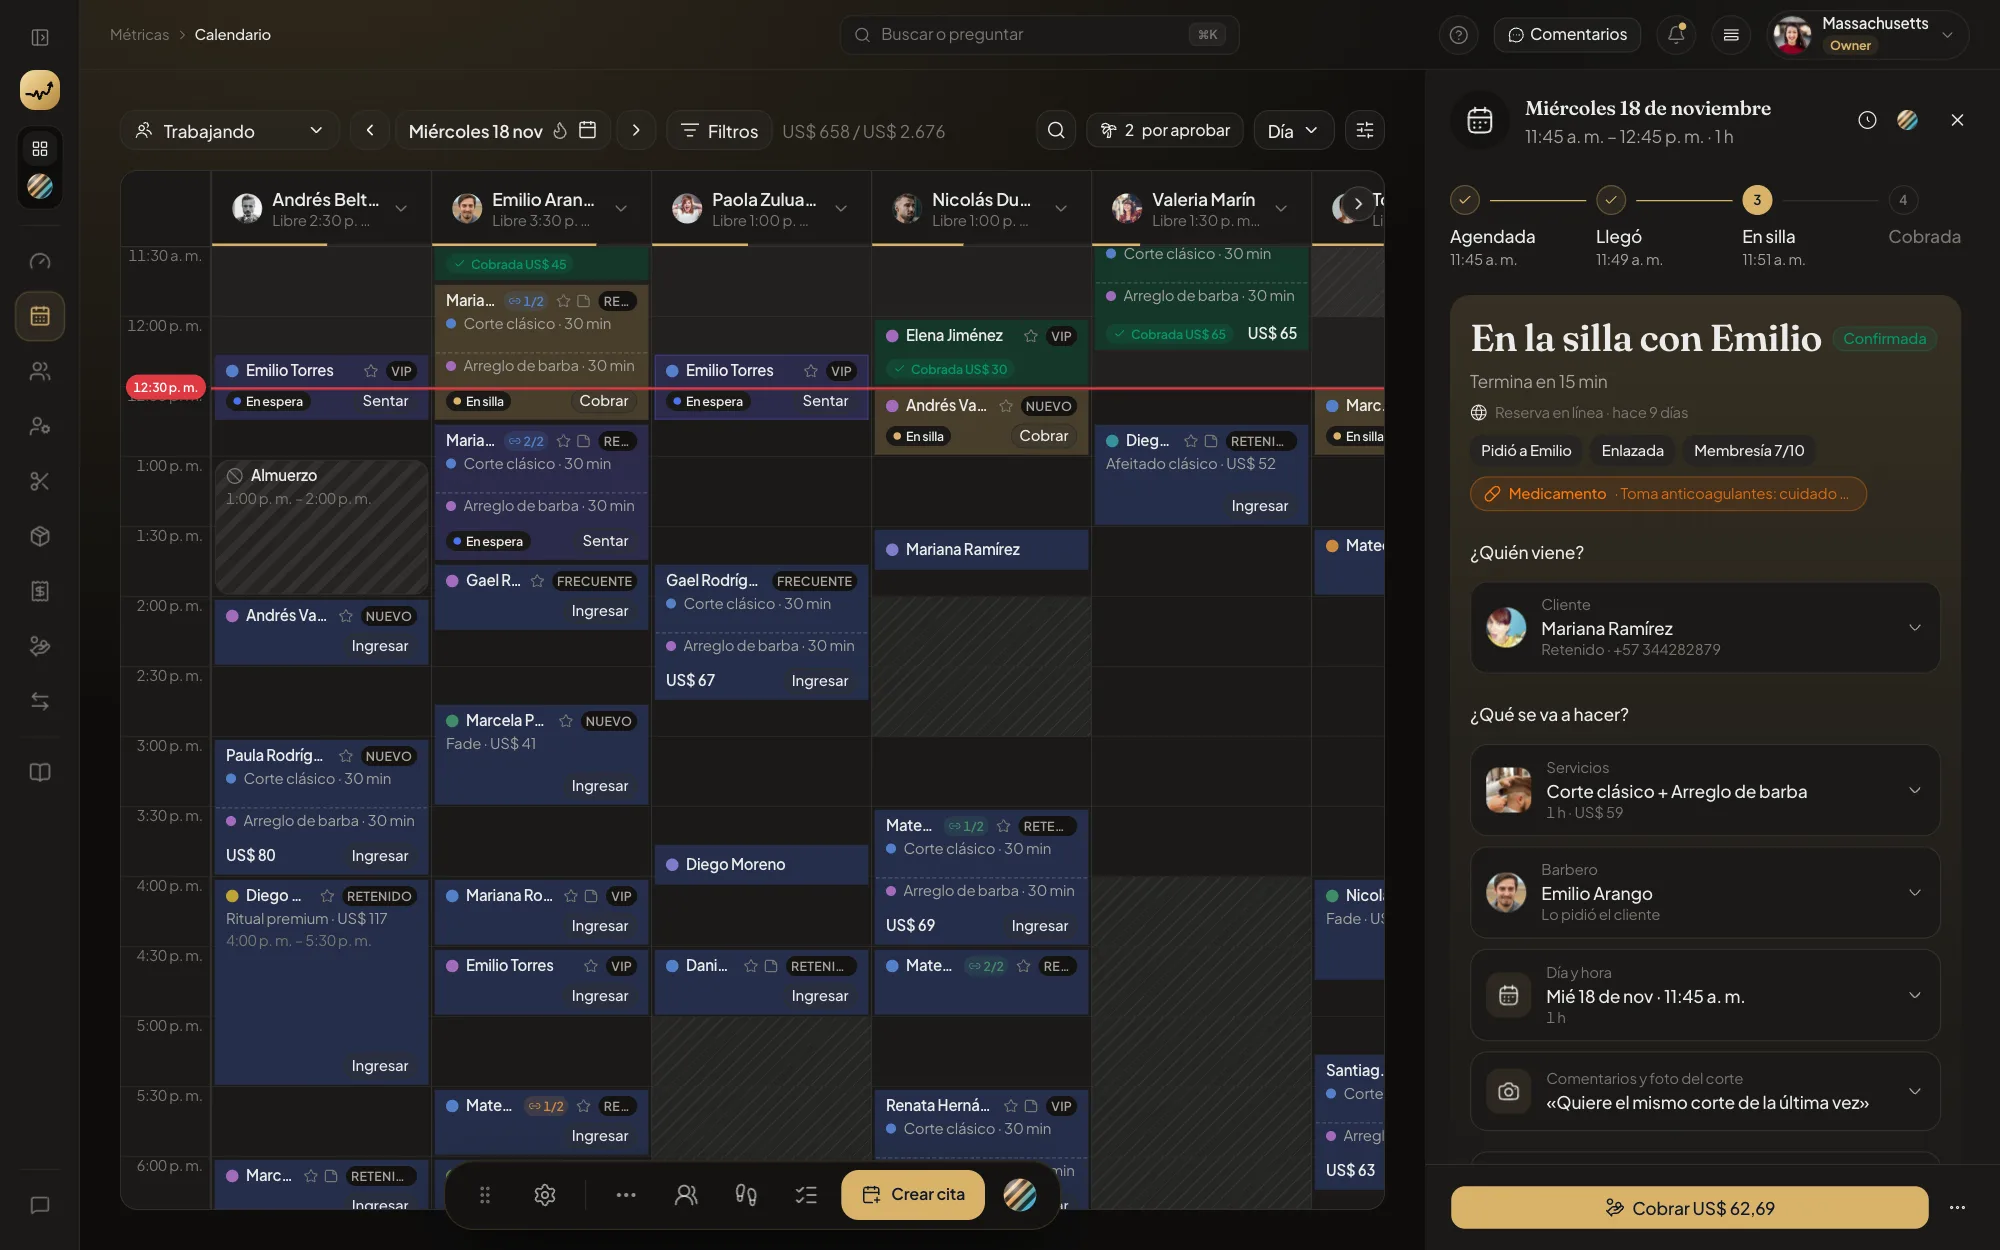 Métricas > Calendario
Buscar o preguntar
⌘K
Comentarios
Massachusetts
Owner
Trabajando
Miércoles 18 nov
Filtros
US$ 658 / US$ 2.676
2 por aprobar
Día
Andrés Belt...
Libre 2:30 p. ...
Emilio Aran...
Libre 3:30 p. ...
Paola Zulua...
Libre 1:00 p. ...
Nicolás Du...
Libre 1:00 p. ...
Valeria Marín
Libre 1:30 p. m...
11:30 a. m.
12:00 p. m.
12:30 p. m.
1:00 p. m.
1:30 p. m.
2:00 p. m.
2:30 p. m.
3:00 p. m.
3:30 p. m.
4:00 p. m.
4:30 p. m.
5:00 p. m.
5:30 p. m.
6:00 p. m.
Emilio Torres VIP
En espera Sentar
Almuerzo
1:00 p. m. – 2:00 p. m.
Andrés Va... NUEVO
Ingresar
Paula Rodríg... NUEVO
Corte clásico · 30 min
Arreglo de barba · 30 min
US$ 80 Ingresar
Diego ... RETENIDO
Ritual premium · US$ 117
4:00 p. m. – 5:30 p. m.
Ingresar
Marc... RETENI...
Ingresar
Cobrada US$ 45
Maria... 1/2 RE...
Corte clásico · 30 min
Arreglo de barba · 30 min
En silla Cobrar
Maria... 2/2 RE...
Corte clásico · 30 min
Arreglo de barba · 30 min
En espera Sentar
Gael R... FRECUENTE
Ingresar
Marcela P... NUEVO
Fade · US$ 41
Ingresar
Mariana Ro... VIP
Ingresar
Emilio Torres VIP
Ingresar
Mate... 1/2 RE...
Ingresar
Emilio Torres VIP
En espera Sentar
Gael Rodríg... FRECUENTE
Corte clásico · 30 min
Arreglo de barba · 30 min
US$ 67 Ingresar
Diego Moreno
Dani... RETENI...
Ingresar
Elena Jiménez VIP
Cobrada US$ 30
Andrés Va... NUEVO
En silla Cobrar
Mariana Ramírez
Mate... 1/2 RETE...
Corte clásico · 30 min
Arreglo de barba · 30 min
US$ 69 Ingresar
Mate... 2/2 RE...
Renata Herná... VIP
Corte clásico · 30 min
min
Corte clásico · 30 min
Arreglo de barba · 30 min
Cobrada US$ 65 US$ 65
Dieg... RETENI...
Afeitado clásico · US$ 52
Ingresar
Marc.
En silla
Nicol
Fade · US
Santiag.
Corte
Arregl
US$ 63
Crear cita
Miércoles 18 de noviembre
11:45 a. m. – 12:45 p. m. · 1 h
3
4
Agendada
11:45 a. m.
Llegó
11:49 a. m.
En silla
11:51 a. m.
Cobrada
En la silla con Emilio Confirmada
Termina en 15 min
Reserva en línea · hace 9 días
Pidió a Emilio
Enlazada
Membresía 7/10
Medicamento · Toma anticoagulantes: cuidado ...
¿Quién viene?
Cliente
Mariana Ramírez
Retenido · +57 344282879
¿Qué se va a hacer?
Servicios
Corte clásico + Arreglo de barba
1 h · US$ 59
Barbero
Emilio Arango
Lo pidió el cliente
Día y hora
Mié 18 de nov · 11:45 a. m.
1 h
Comentarios y foto del corte
«Quiere el mismo corte de la última vez»
Cobrar US$ 62,69